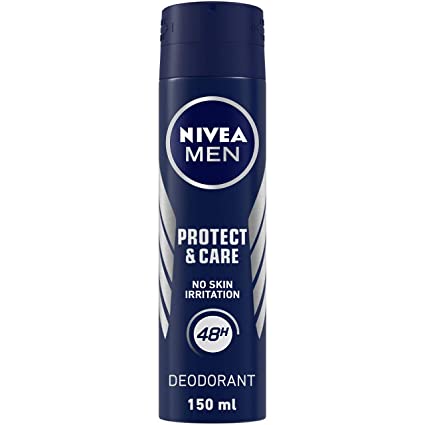 NIVEA
MEN
PROTECT
& CARE
NO SKIN
IRRITATION
48H
DEODORANT
150 ml